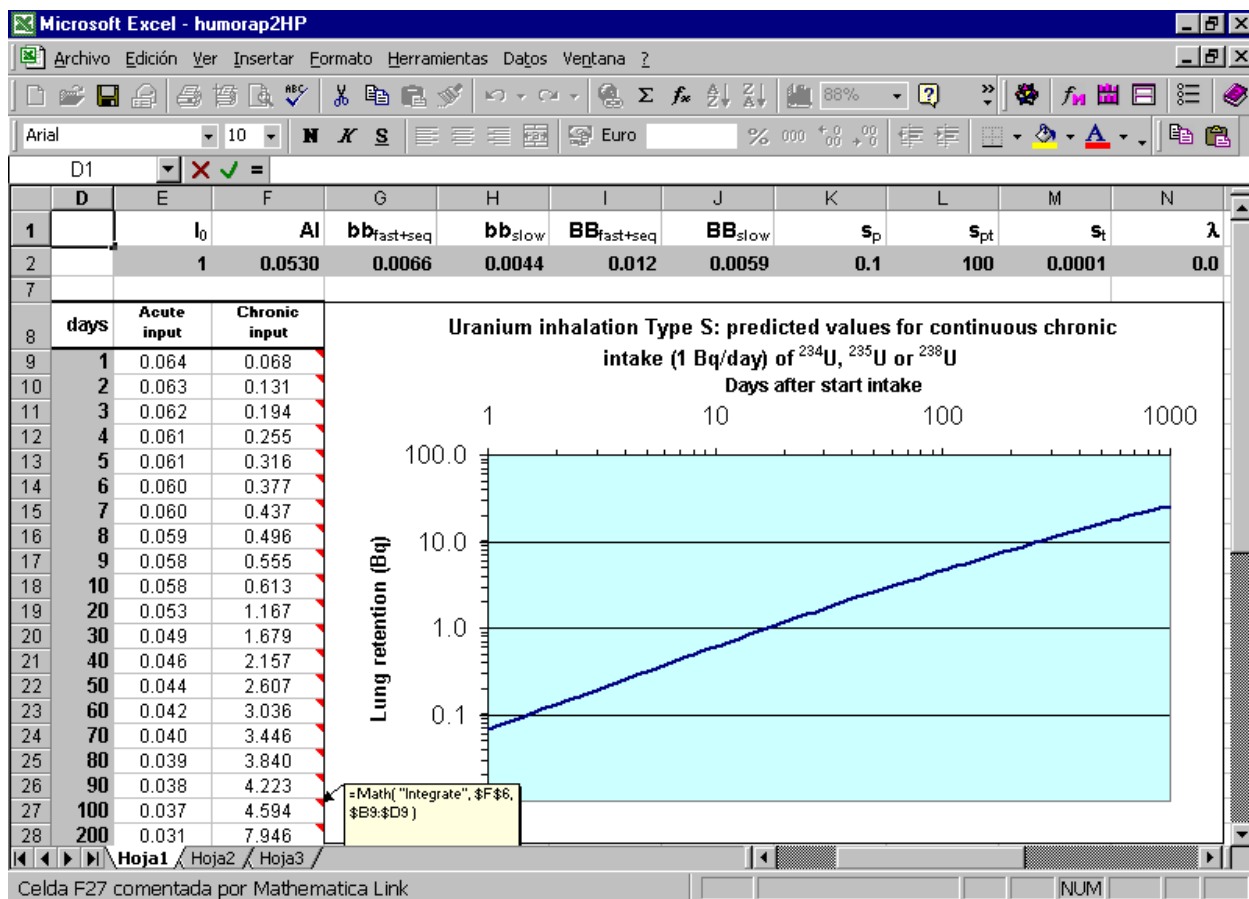 Microsoft Excel - humorap2HP
Archivo Edición Ver Insertar Formato Herramientas Datos Ventana ?
ABC Σ fx 88% ? »
Arial 10 N K S Euro % 000
D1 =
D E F G H I J K L M N
1 I₀ AI bb_fast+seq bb_slow BB_fast+seq BB_slow s_p s_pt s_t λ
2 1 0.0530 0.0066 0.0044 0.012 0.0059 0.1 100 0.0001 0.0
7
8 days Acute input Chronic input
9 1 0.064 0.068
10 2 0.063 0.131
11 3 0.062 0.194
12 4 0.061 0.255
13 5 0.061 0.316
14 6 0.060 0.377
15 7 0.060 0.437
16 8 0.059 0.496
17 9 0.058 0.555
18 10 0.058 0.613
19 20 0.053 1.167
20 30 0.049 1.679
21 40 0.046 2.157
22 50 0.044 2.607
23 60 0.042 3.036
24 70 0.040 3.446
25 80 0.039 3.840
26 90 0.038 4.223
27 100 0.037 4.594
28 200 0.031 7.946
Uranium inhalation Type S: predicted values for continuous chronic
intake (1 Bq/day) of ²³⁴U, ²³⁵U or ²³⁸U
Days after start intake
1 10 100 1000
100.0
10.0
1.0
0.1
Lung retention (Bq)
=Math( "Integrate", $F$6,
$B9:$D9 )
Hoja1 Hoja2 Hoja3
Celda F27 comentada por Mathematica Link NUM